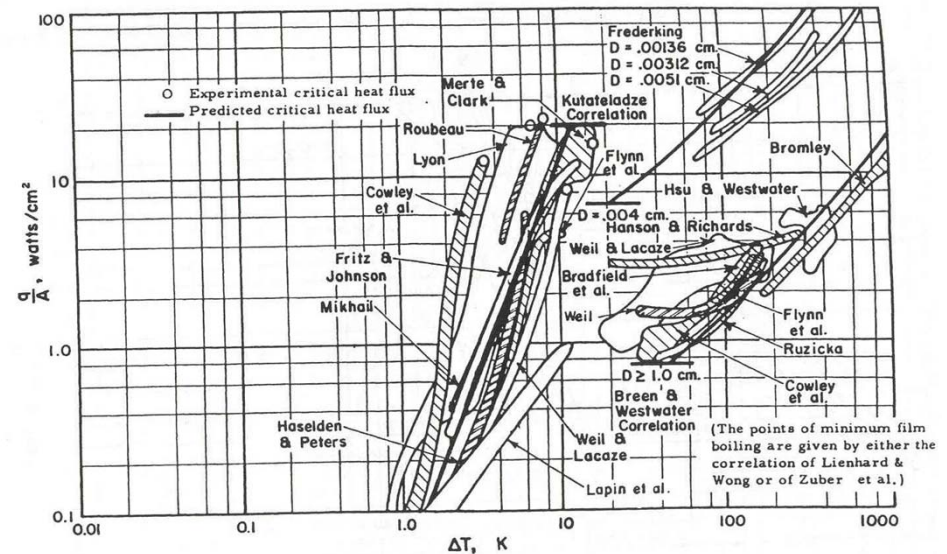 100
10
1.0
0.1
q/A, watts/cm²
Experimental critical heat flux
Predicted critical heat flux
Merte &
Clark
Roubeau
Lyon
Cowley
et al.
Fritz &
Johnson
Mikhail
Haselden
& Peters
Kutateladze
Correlation
Flynn
et al.
Weil &
Lacaze
Lapin et al.
Frederking
D = .00136 cm.
D = .00312 cm.
D = .0051 cm.
Bromley
Hsu & Westwater
D = .004 cm.
Hanson & Richards
Weil & Lacaze
Bradfield
et al.
Weil
Flynn
et al.
Ruzicka
Cowley
et al.
D ≥ 1.0 cm.
Breen &
Westwater
Correlation
(The points of minimum film
boiling are given by either the
correlation of Lienhard &
Wong or of Zuber et al.)
0.01
0.1
1.0
10
100
1000
ΔT, K